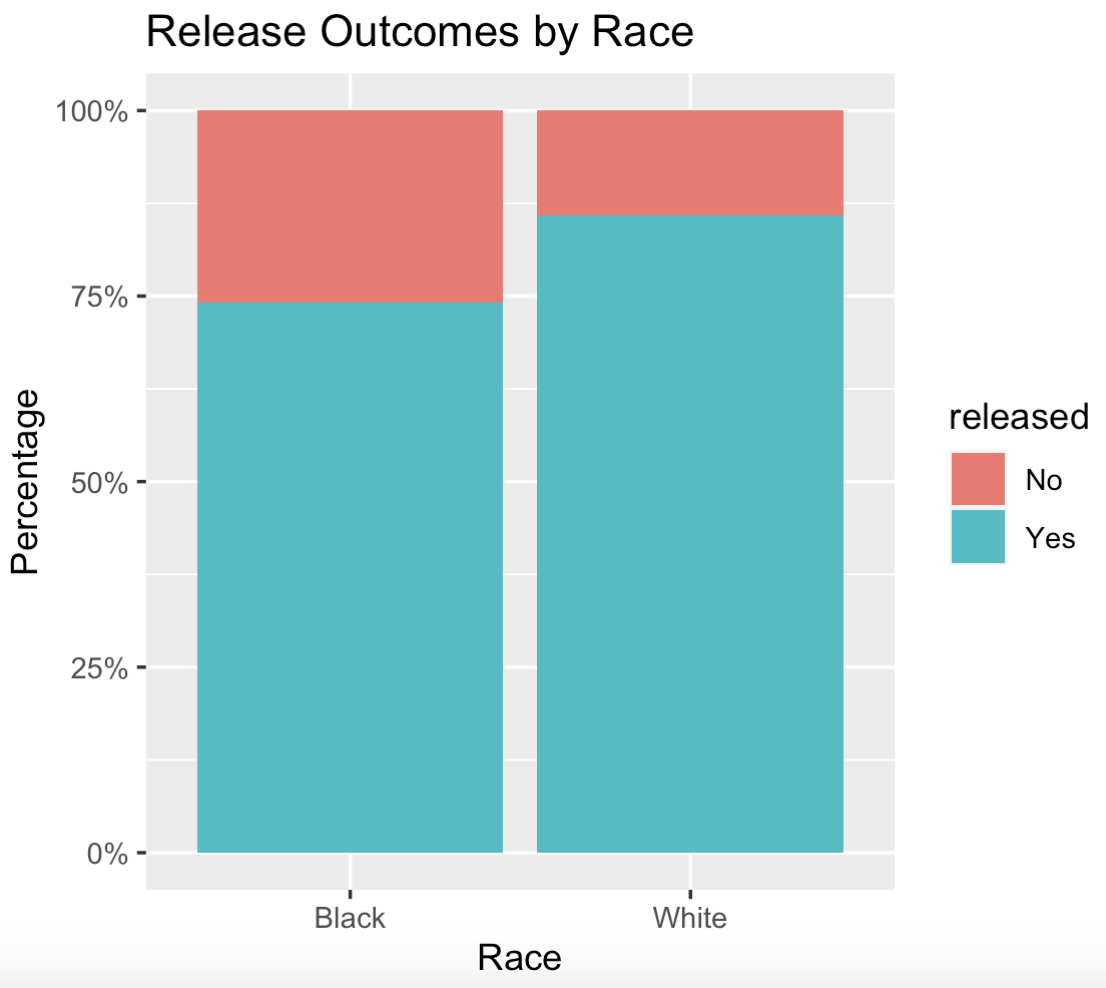 Release Outcomes by Race
100%
75%
50%
25%
0%
Percentage
Black White
Race
released
No
Yes